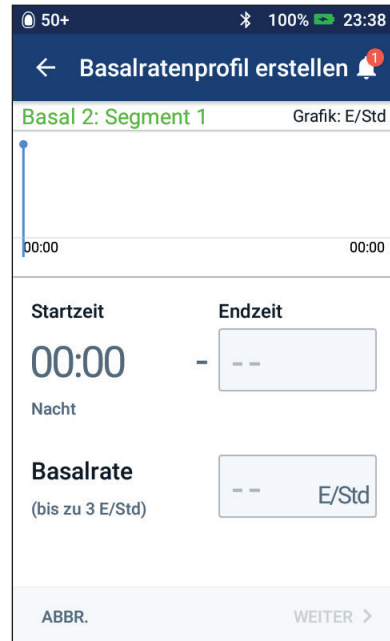 50+ 100% 23:38
← Basalratenprofil erstellen 1
Basal 2: Segment 1 Grafik: E/Std
00:00 00:00
Startzeit Endzeit
00:00 - --
Nacht
Basalrate -- E/Std
(bis zu 3 E/Std)
ABBR. WEITER >